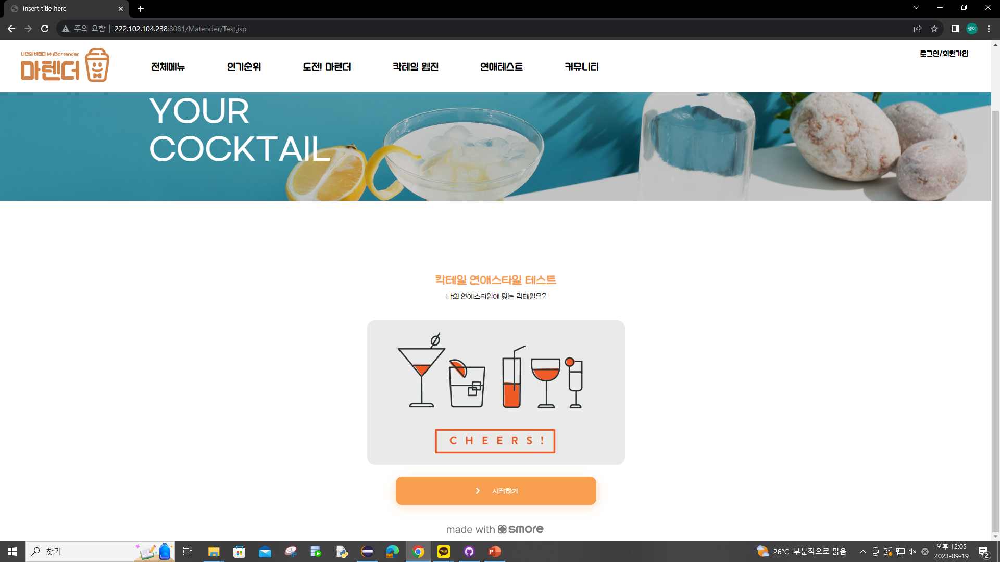 Insert title here
주의 요함 222.102.104.238:8081/Matender/Test.jsp
쟁이
나만의 바텐더 MyBartender
마텐더
전체메뉴 인기순위 도전! 마텐더 칵테일 웹진 연애테스트 커뮤니티
로그인/회원가입
YOUR
COCKTAIL
칵테일 연애스타일 테스트
나의 연애스타일에 맞는 칵테일은?
CHEERS!
시작하기
made with smore
찾기
TALK
P
26°C 부분적으로 맑음
오후 12:05
2023-09-19
2